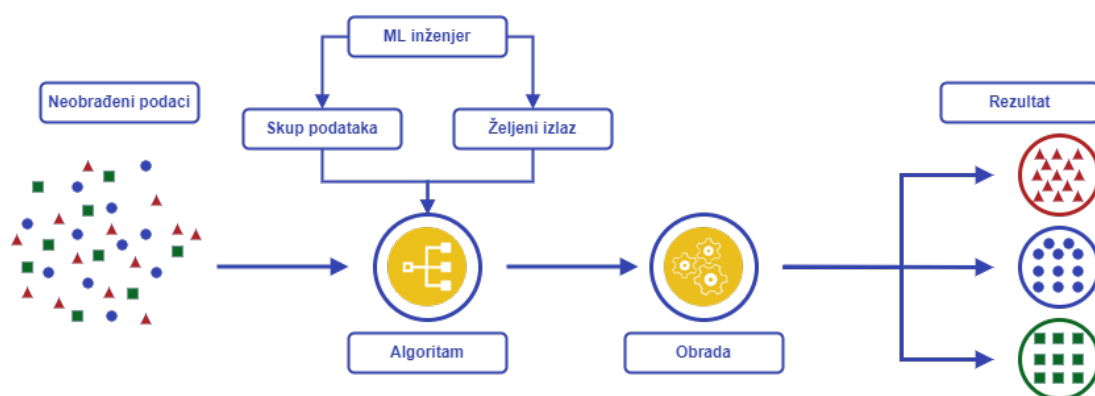 ML inženjer
Neobrađeni podaci
Skup podataka
Željeni izlaz
Rezultat
Algoritam
Obrada